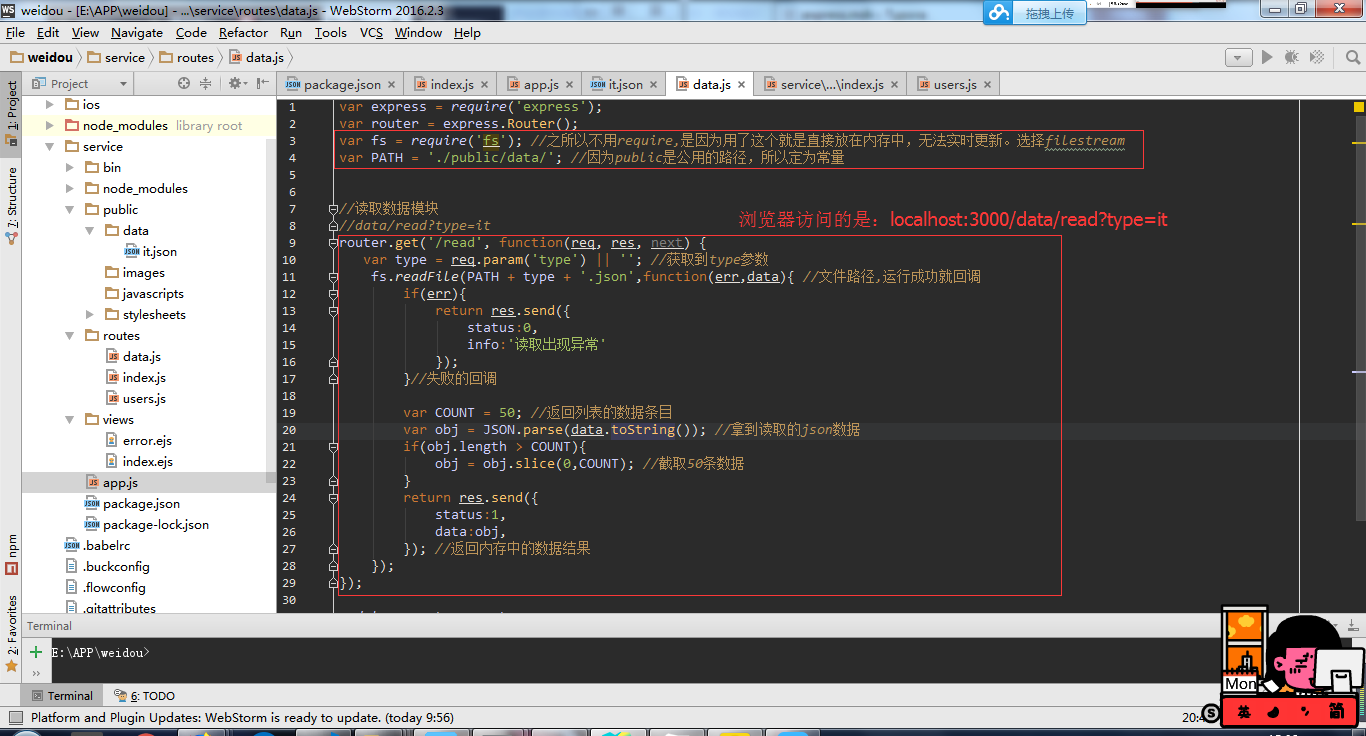 weidou - [E:\APP\weidou] - ...\service\routes\data.js - WebStorm 2016.2.3
拖拽上传
File Edit View Navigate Code Refactor Run Tools VCS Window Help
weidou service routes data.js
1: Project
Project
package.json index.js app.js it.json data.js service\...\index.js users.js
ios
node_modules library root
service
bin
node_modules
public
data
it.json
images
javascripts
stylesheets
routes
data.js
index.js
users.js
views
error.ejs
index.ejs
app.js
package.json
package-lock.json
.babelrc
.buckconfig
.flowconfig
.gitattributes
7: Structure
npm
2: Favorites
1 var express = require('express');
2 var router = express.Router();
3 var fs = require('fs'); //之所以不用require,是因为用了这个就是直接放在内存中，无法实时更新。选择filestream
4 var PATH = './public/data/'; //因为public是公用的路径，所以定为常量
5
6
7 //读取数据模块
8 //data/read?type=it
浏览器访问的是：localhost:3000/data/read?type=it
9 router.get('/read', function(req, res, next) {
10 var type = req.param('type') || ''; //获取到type参数
11 fs.readFile(PATH + type + '.json',function(err,data){ //文件路径,运行成功就回调
12 if(err){
13 return res.send({
14 status:0,
15 info:'读取出现异常'
16 });
17 }//失败的回调
18
19 var COUNT = 50; //返回列表的数据条目
20 var obj = JSON.parse(data.toString()); //拿到读取的json数据
21 if(obj.length > COUNT){
22 obj = obj.slice(0,COUNT); //截取50条数据
23 }
24 return res.send({
25 status:1,
26 data:obj,
27 }); //返回内存中的数据结果
28 });
29 });
30
Terminal
E:\APP\weidou>
Terminal 6: TODO
Platform and Plugin Updates: WebStorm is ready to update. (today 9:56)
Mon
英 简